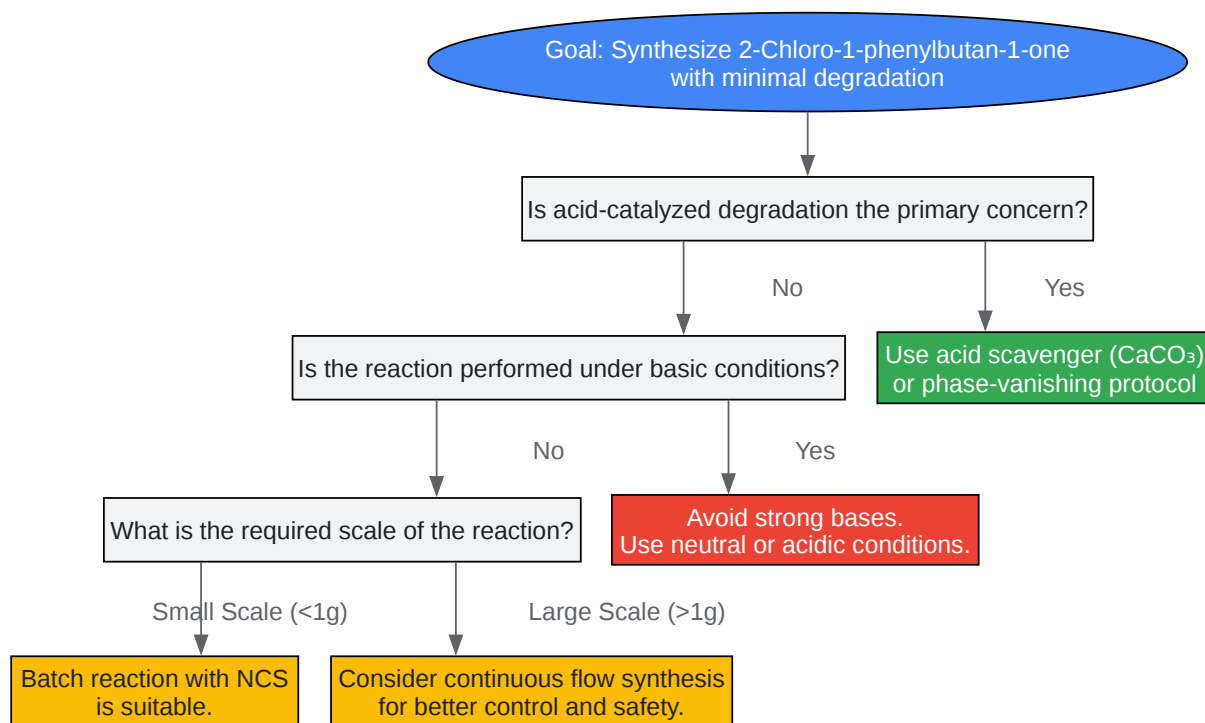 Goal: Synthesize 2-Chloro-1-phenylbutan-1-one
with minimal degradation
Is acid-catalyzed degradation the primary concern?
No
Yes
Is the reaction performed under basic conditions?
Use acid scavenger (CaCO₃)
or phase-vanishing protocol
No
Yes
What is the required scale of the reaction?
Avoid strong bases.
Use neutral or acidic conditions.
Small Scale (<1g)
Large Scale (>1g)
Batch reaction with NCS
is suitable.
Consider continuous flow synthesis
for better control and safety.